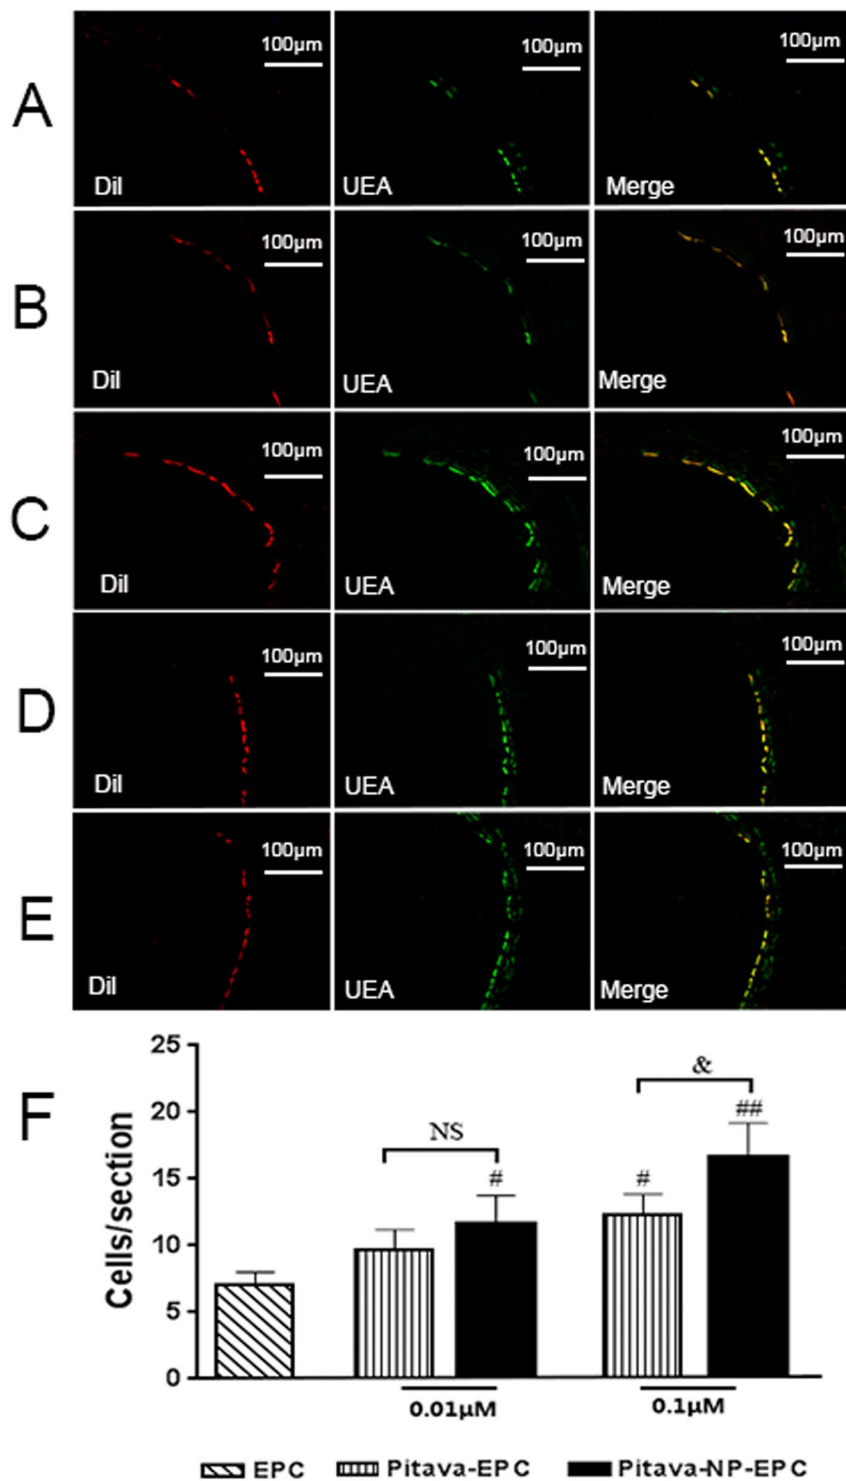 A
100µm 100µm 100µm
Dil UEA Merge
B
100µm 100µm 100µm
Dil UEA Merge
C
100µm 100µm 100µm
Dil UEA Merge
D
100µm 100µm 100µm
Dil UEA Merge
E
100µm 100µm 100µm
Dil UEA Merge
F
Cells/section
25
20
15
10
5
0
NS
#
&
#
##
0.01µM 0.1µM
EPC Pitava-EPC Pitava-NP-EPC